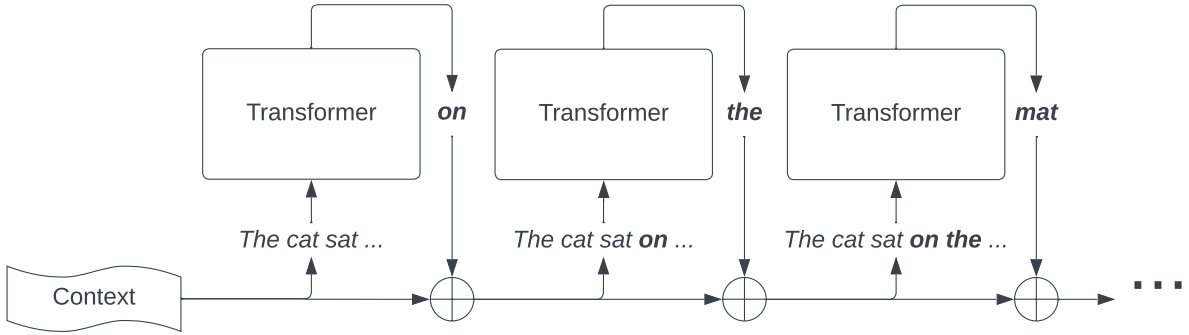 Transformer
on
Transformer
the
Transformer
mat
The cat sat ...
The cat sat on ...
The cat sat on the ...
Context
...